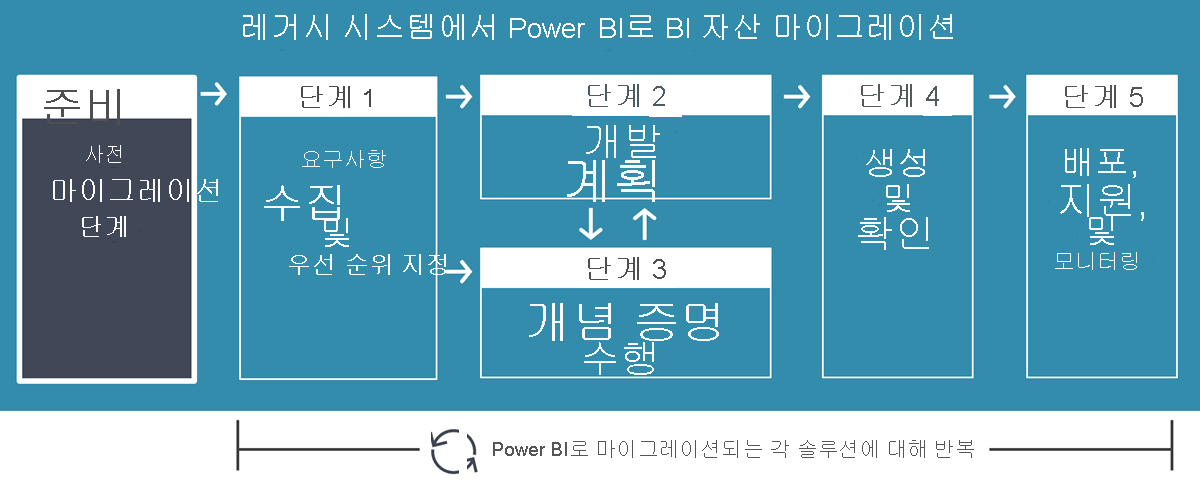 레거시 시스템에서 Power BI로 BI 자산 마이그레이션
준비
사전
마이그레이션
단계
단계 1
요구사항
수집
및
우선 순위 지정
단계 2
개발
계획
단계 3
개념 증명
수행
단계 4
생성
및
확인
단계 5
배포,
지원,
및
모니터링
Power BI로 마이그레이션되는 각 솔루션에 대해 반복